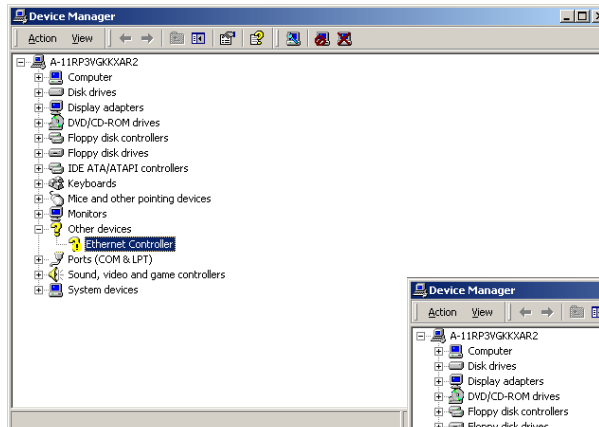 Device Manager
Action View
A-11RP3VGKKXAR2
Computer
Disk drives
Display adapters
DVD/CD-ROM drives
Floppy disk controllers
Floppy disk drives
IDE ATA/ATAPI controllers
Keyboards
Mice and other pointing devices
Monitors
Other devices
Ethernet Controller
Ports (COM & LPT)
Sound, video and game controllers
System devices
Device Manager
Action View
A-11RP3VGKKXAR2
Computer
Disk drives
Display adapters
DVD/CD-ROM drives
Floppy disk controllers
Floppy disk drives